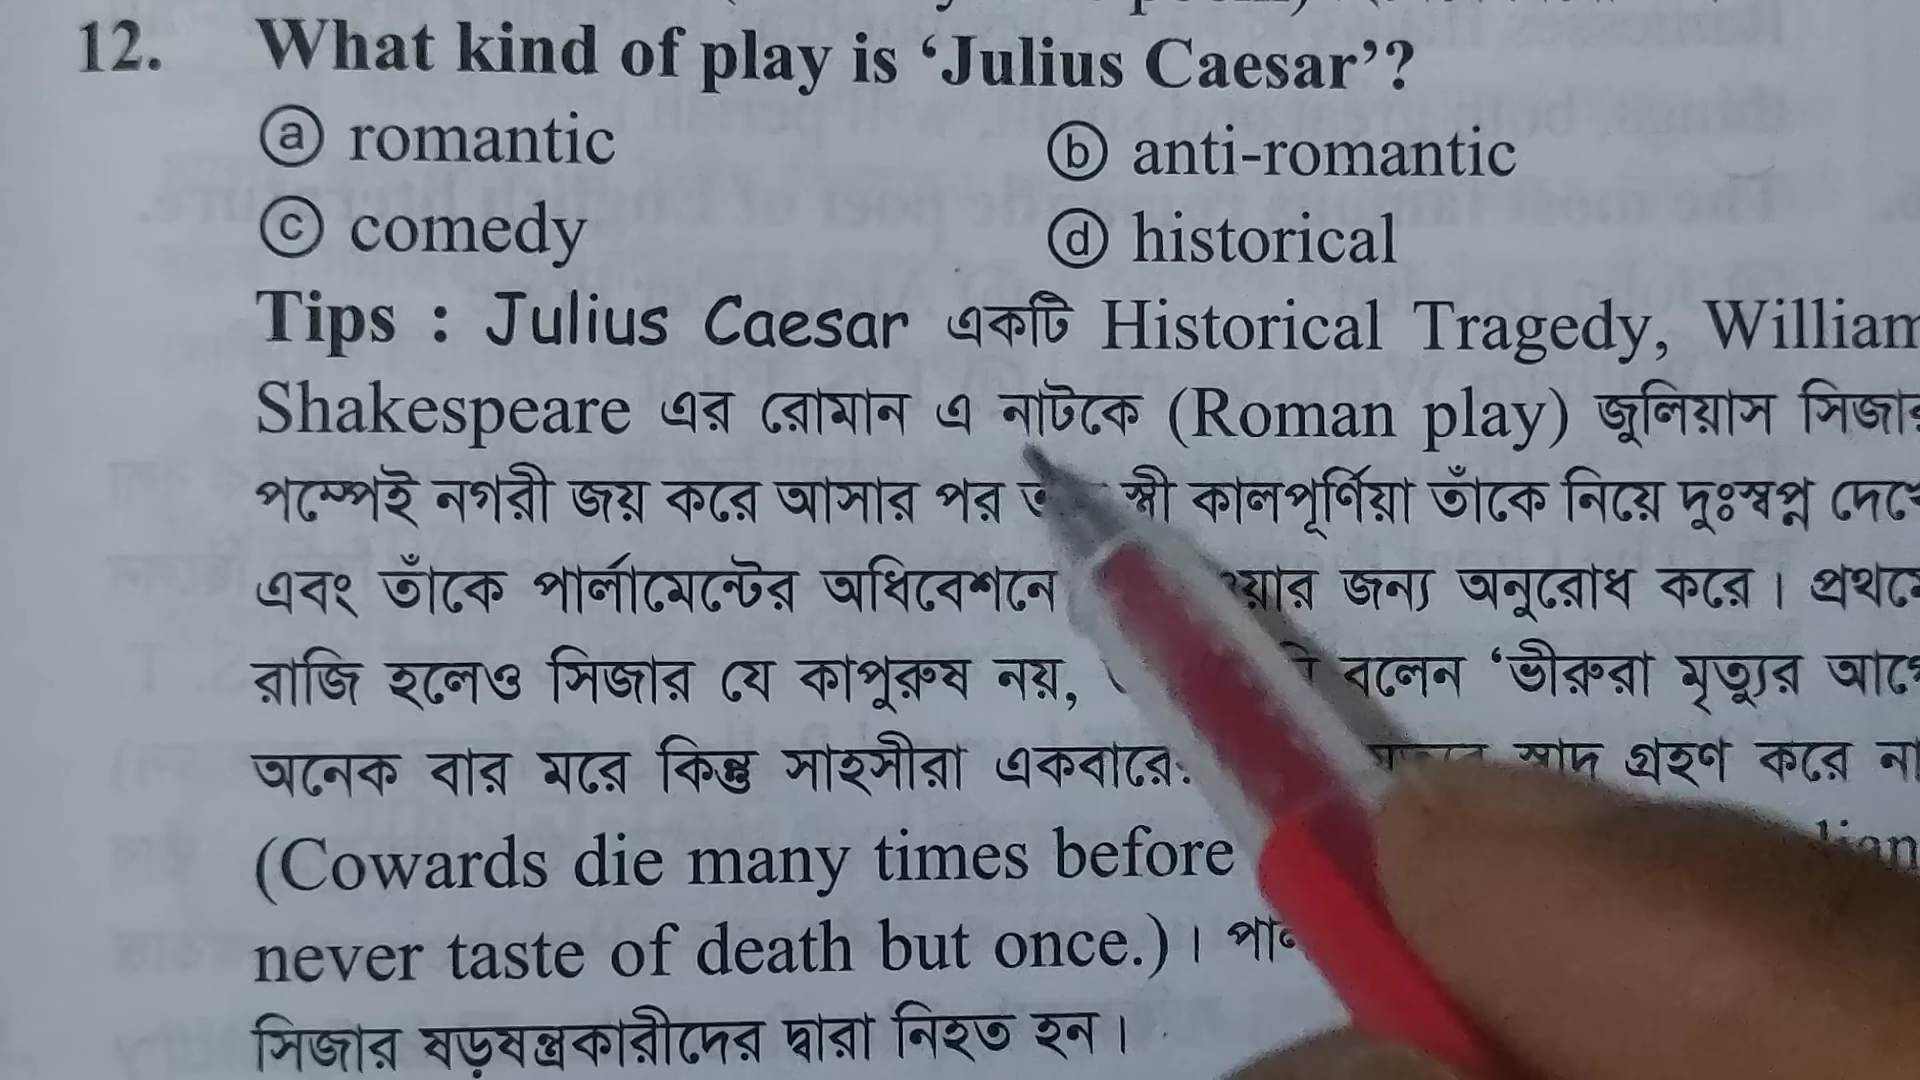 12. What kind of play is ‘Julius Caesar’?
ⓐ romantic ⓑ anti-romantic
ⓒ comedy ⓓ historical
Tips : Julius Caesar একটি Historical Tragedy, William
Shakespeare এর রোমান এ নাটকে (Roman play) জুলিয়াস সিজার
পম্পেই নগরী জয় করে আসার পর স্ত্রী কালপূর্ণিয়া তাঁকে নিয়ে দুঃস্বপ্ন দেখে
এবং তাঁকে পার্লামেন্টের অধিবেশনে জন্য অনুরোধ করে। প্রথমে
রাজি হলেও সিজার যে কাপুরুষ নয়, বলেন ‘ভীরুরা মৃত্যুর আগে
অনেক বার মরে কিন্তু সাহসীরা স্বাদ গ্রহণ করে না
(Cowards die many times before
never taste of death but once.)।
সিজার ষড়যন্ত্রকারীদের দ্বারা নিহত হন।